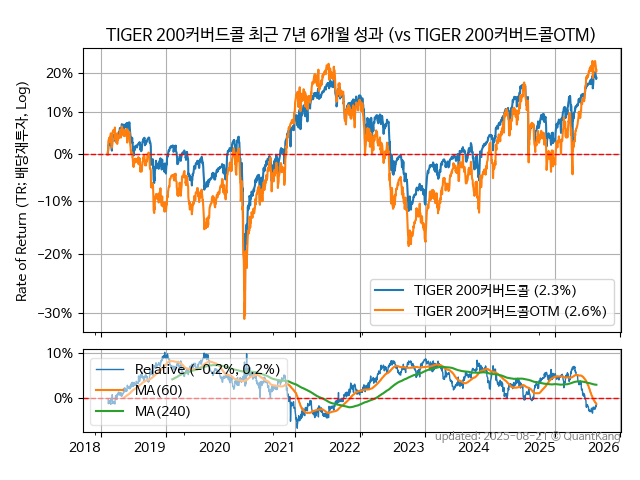 TIGER 200커버드콜 최근 7년 6개월 성과 (vs TIGER 200커버드콜OTM)
Rate of Return (TR: 배당재투자, Log)
20%
10%
0%
−10%
−20%
−30%
TIGER 200커버드콜 (2.3%)
TIGER 200커버드콜OTM (2.6%)
10%
0%
Relative (−0.2%, 0.2%)
MA(60)
MA(240)
updated: 2025-08-21 © QuantKang
2018 2019 2020 2021 2022 2023 2024 2025 2026